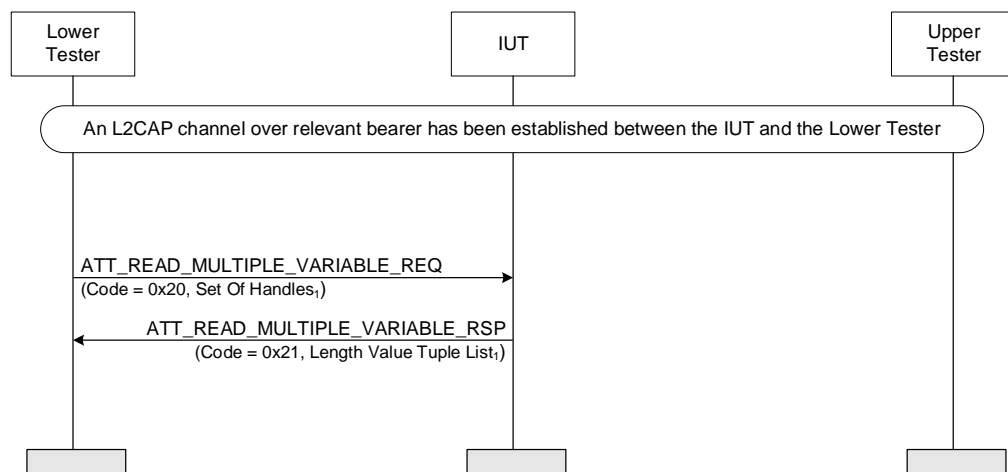 Lower
Tester
IUT
Upper
Tester
An L2CAP channel over relevant bearer has been established between the IUT and the Lower Tester
ATT_READ_MULTIPLE_VARIABLE_REQ
(Code = 0x20, Set Of Handles₁)
ATT_READ_MULTIPLE_VARIABLE_RSP
(Code = 0x21, Length Value Tuple List₁)